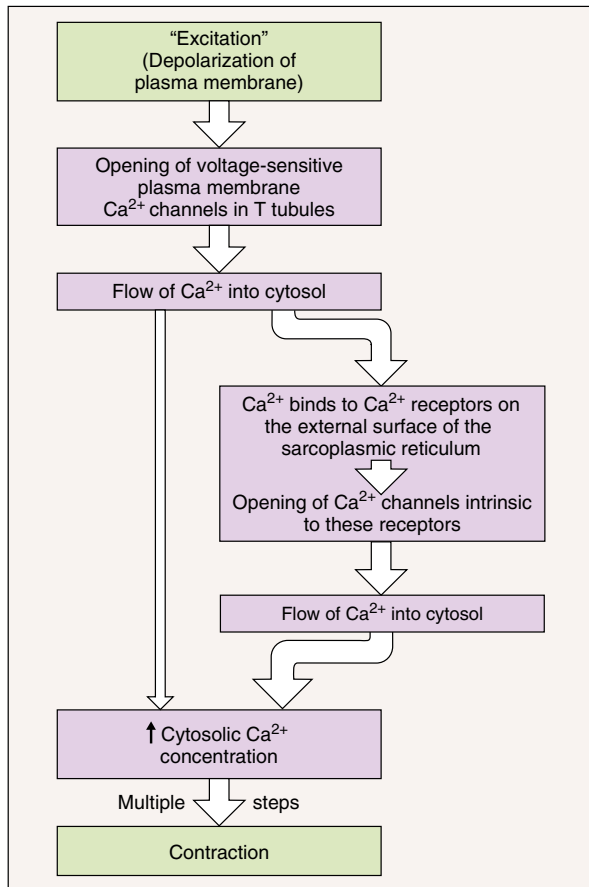 “Excitation”
(Depolarization of
plasma membrane)
Opening of voltage-sensitive
plasma membrane
Ca²⁺ channels in T tubules
Flow of Ca²⁺ into cytosol
Ca²⁺ binds to Ca²⁺ receptors on
the external surface of the
sarcoplasmic reticulum
Opening of Ca²⁺ channels intrinsic
to these receptors
Flow of Ca²⁺ into cytosol
↑ Cytosolic Ca²⁺
concentration
Multiple steps
Contraction